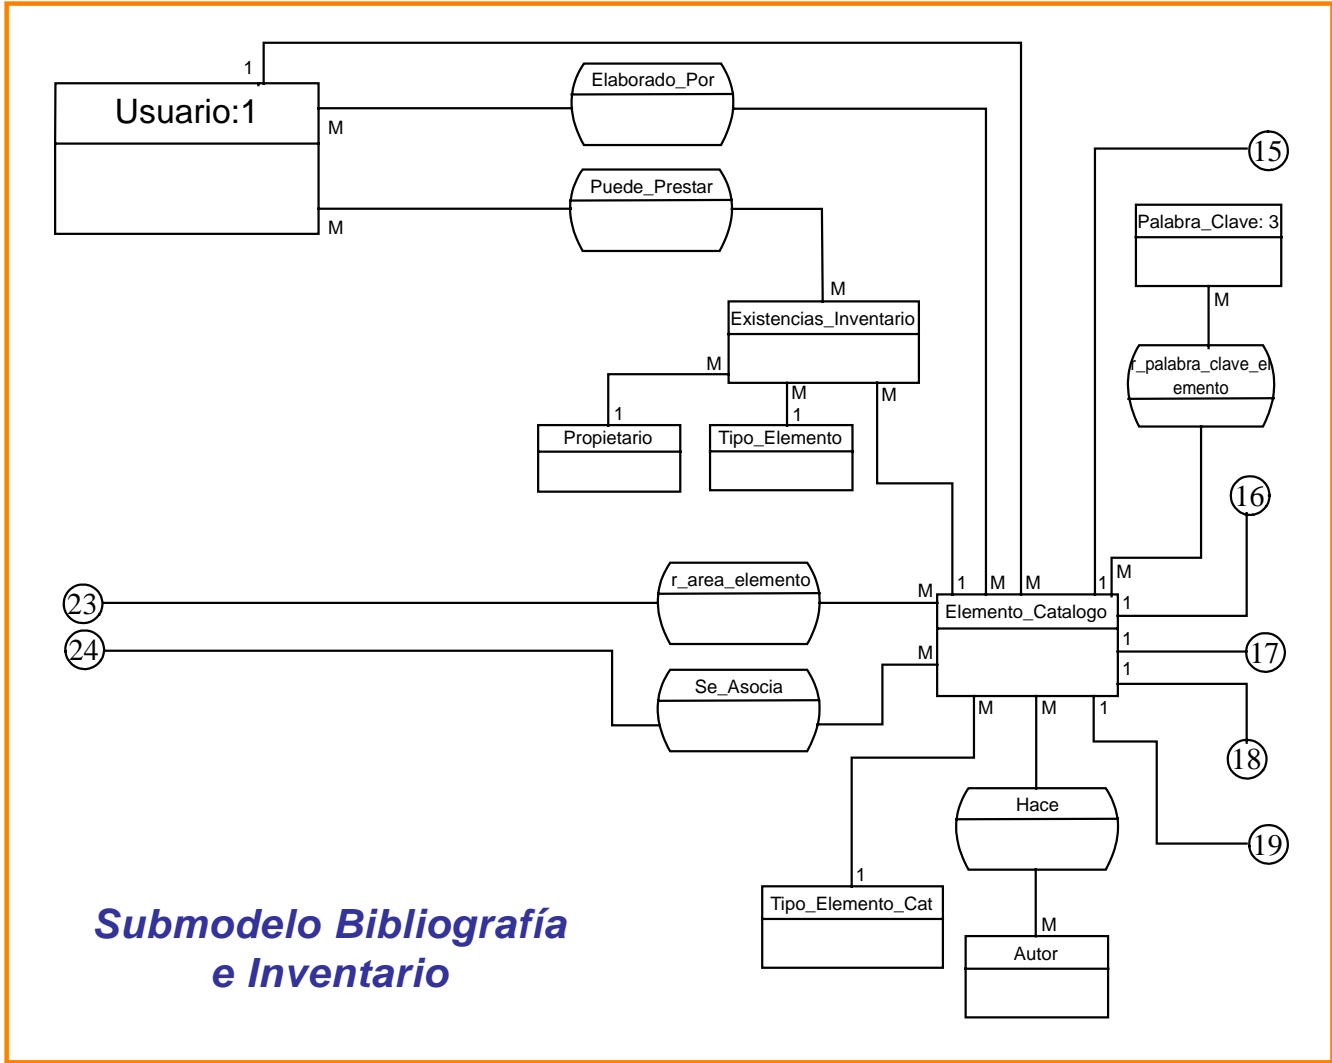 1
Elaborado_Por
Usuario:1
M
15
Puede_Prestar
M
Palabra_Clave: 3
M
M
Existencias_Inventario
r_palabra_clave_el
emento
M
M
M
1
1
Propietario
Tipo_Elemento
16
r_area_elemento
M
1
M
M
1
M
23
Elemento_Catalogo
1
24
M
1
17
1
Se_Asocia
M
M
1
18
Hace
19
1
Tipo_Elemento_Cat
M
Autor
Submodelo Bibliografía
e Inventario